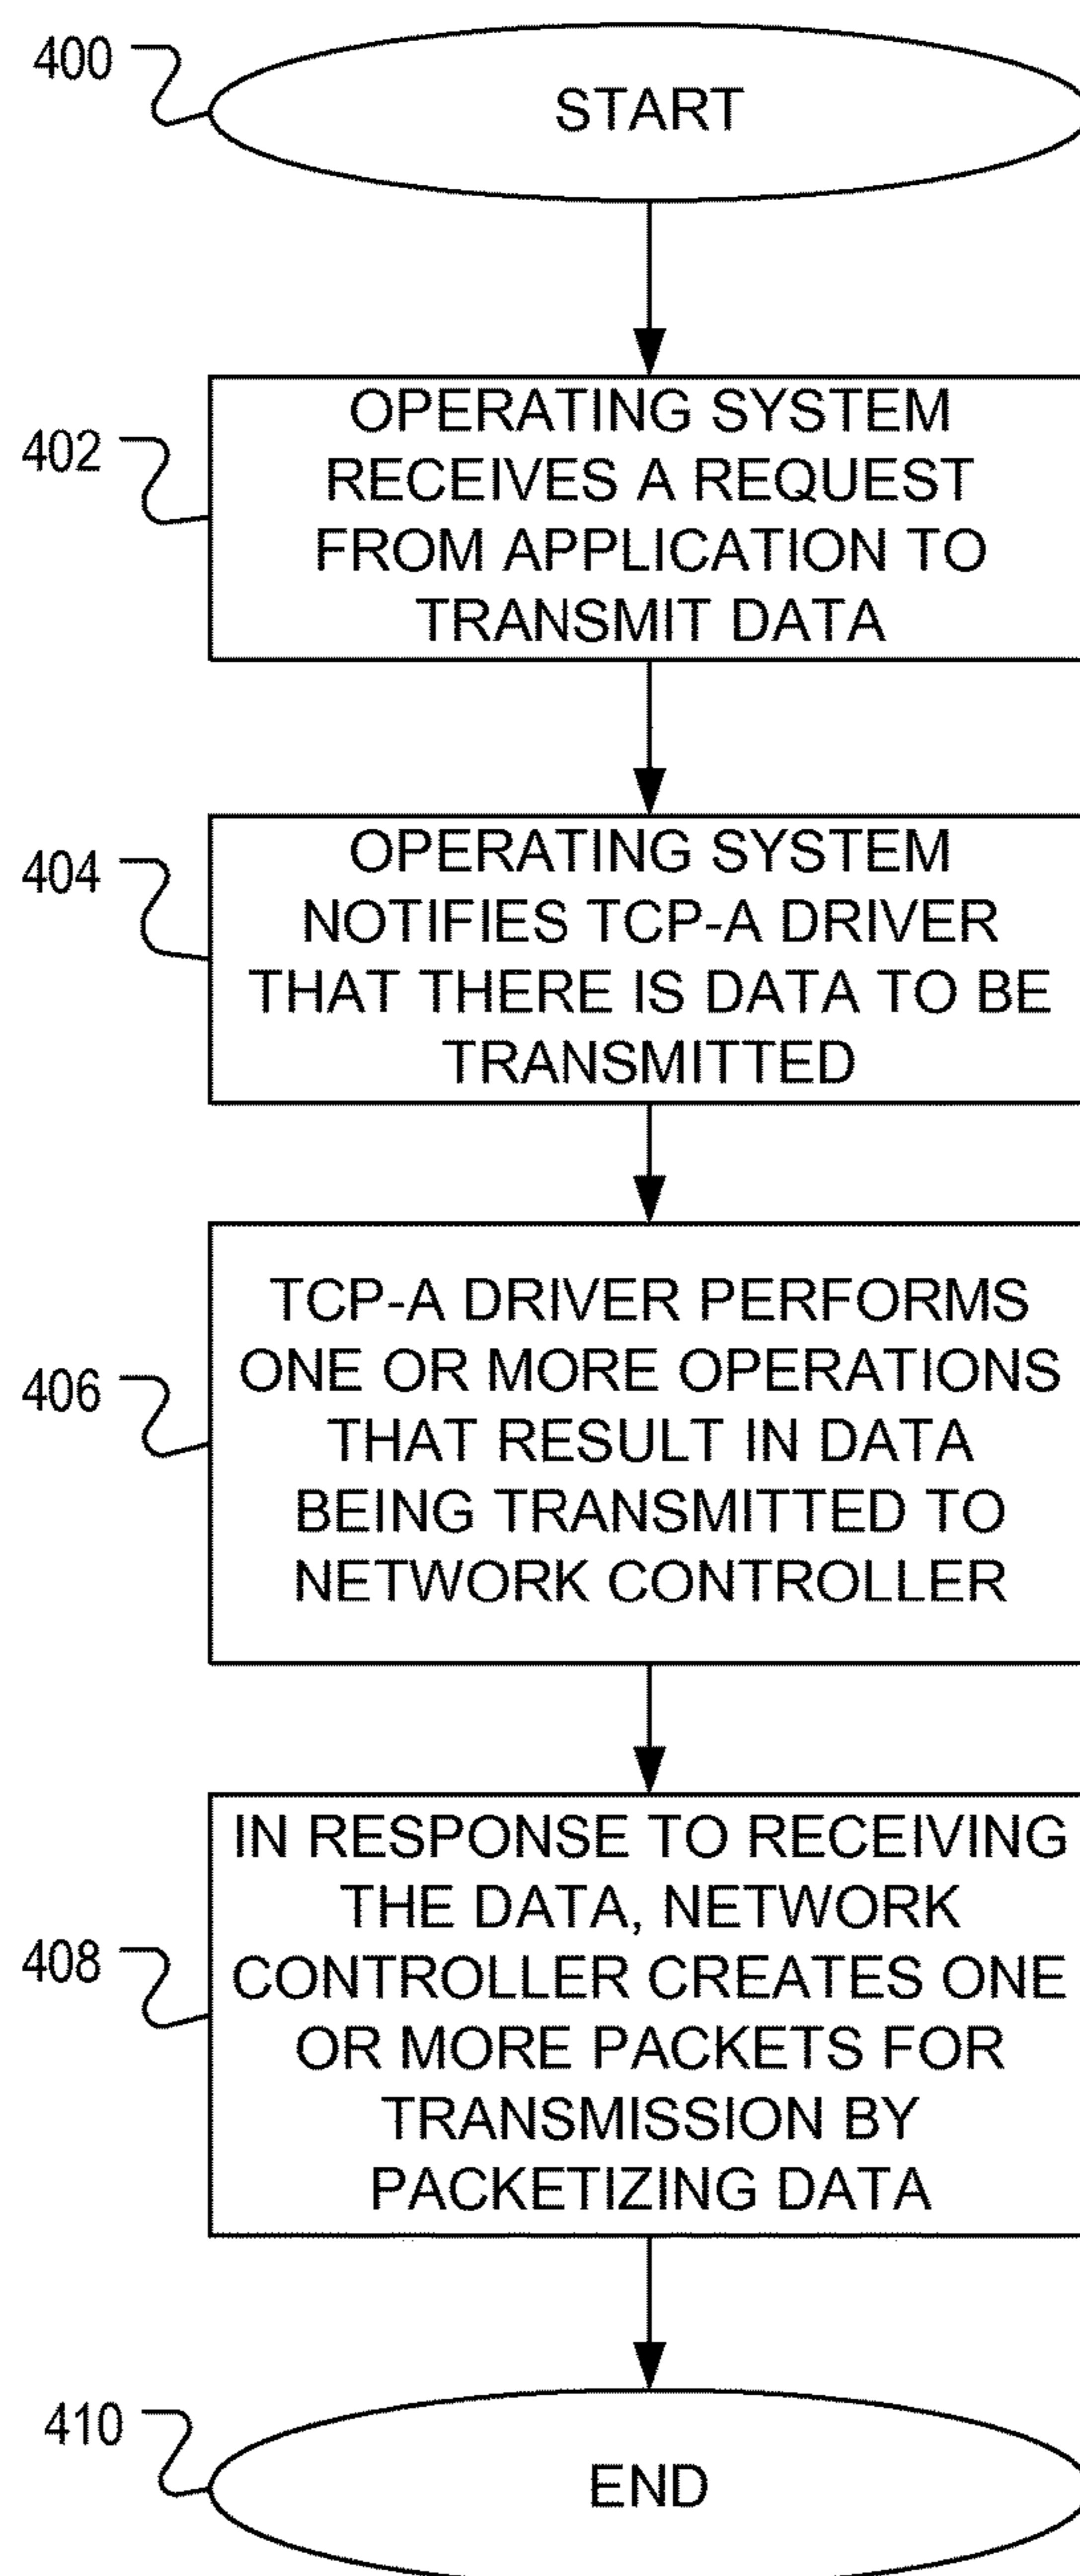 400
START
402
OPERATING SYSTEM
RECEIVES A REQUEST
FROM APPLICATION TO
TRANSMIT DATA
404
OPERATING SYSTEM
NOTIFIES TCP-A DRIVER
THAT THERE IS DATA TO BE
TRANSMITTED
406
TCP-A DRIVER PERFORMS
ONE OR MORE OPERATIONS
THAT RESULT IN DATA
BEING TRANSMITTED TO
NETWORK CONTROLLER
408
IN RESPONSE TO RECEIVING
THE DATA, NETWORK
CONTROLLER CREATES ONE
OR MORE PACKETS FOR
TRANSMISSION BY
PACKETIZING DATA
410
END